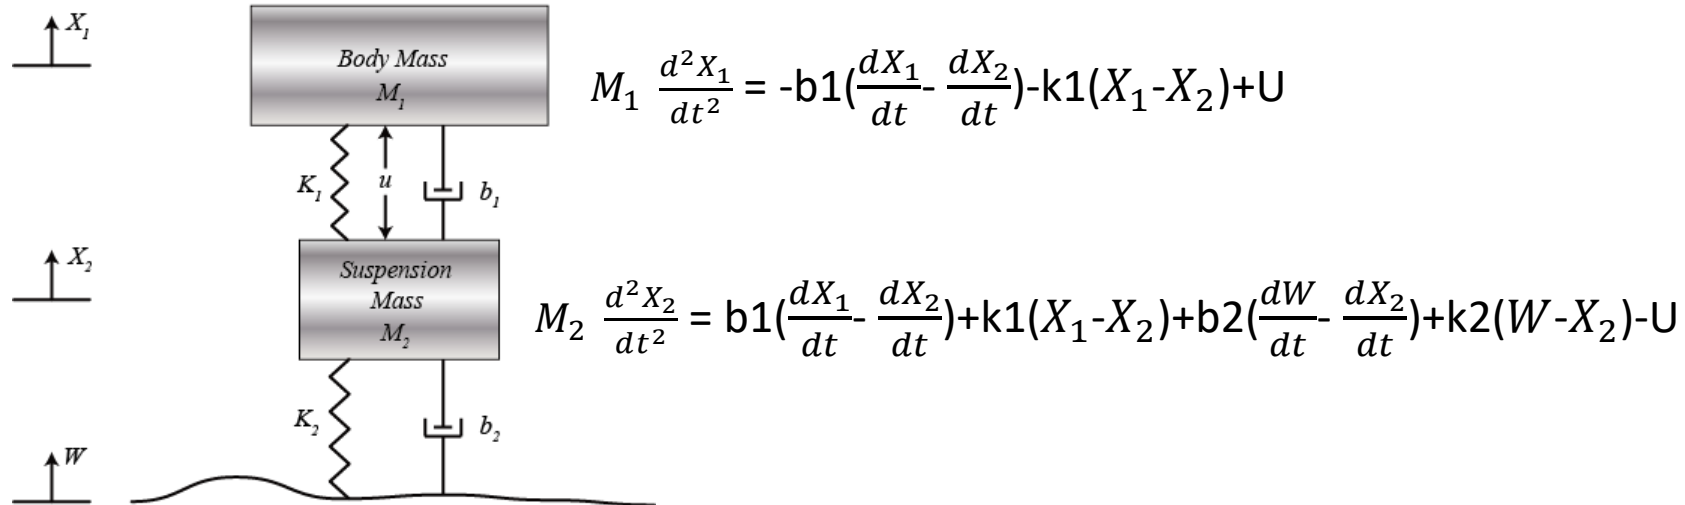 X₁
Body Mass
M₁
M₁ d²X₁/dt² = -b1(dX₁/dt- dX₂/dt)-k1(X₁-X₂)+U
K₁
u
b₁
X₂
Suspension
Mass
M₂
M₂ d²X₂/dt² = b1(dX₁/dt- dX₂/dt)+k1(X₁-X₂)+b2(dW/dt- dX₂/dt)+k2(W-X₂)-U
K₂
b₂
W